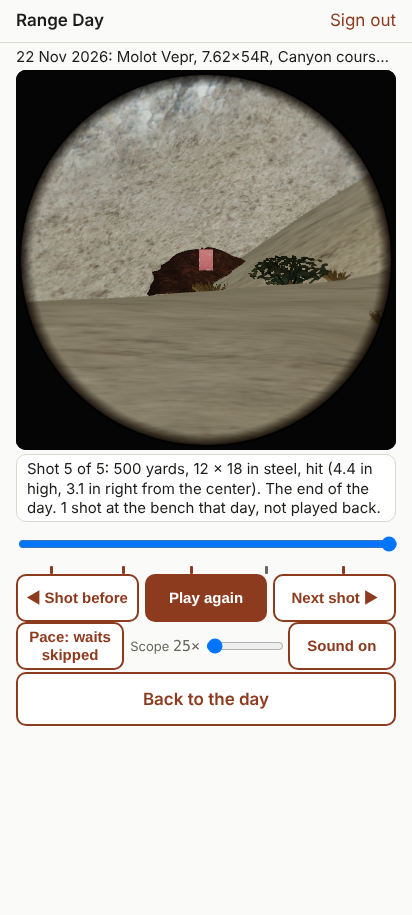 Range Day
Sign out
22 Nov 2026: Molot Vepr, 7.62×54R, Canyon cours...
Shot 5 of 5: 500 yards, 12 × 18 in steel, hit (4.4 in
high, 3.1 in right from the center). The end of the
day. 1 shot at the bench that day, not played back.
◀ Shot before
Play again
Next shot ▶
Pace: waits
skipped
Scope 25×
Sound on
Back to the day